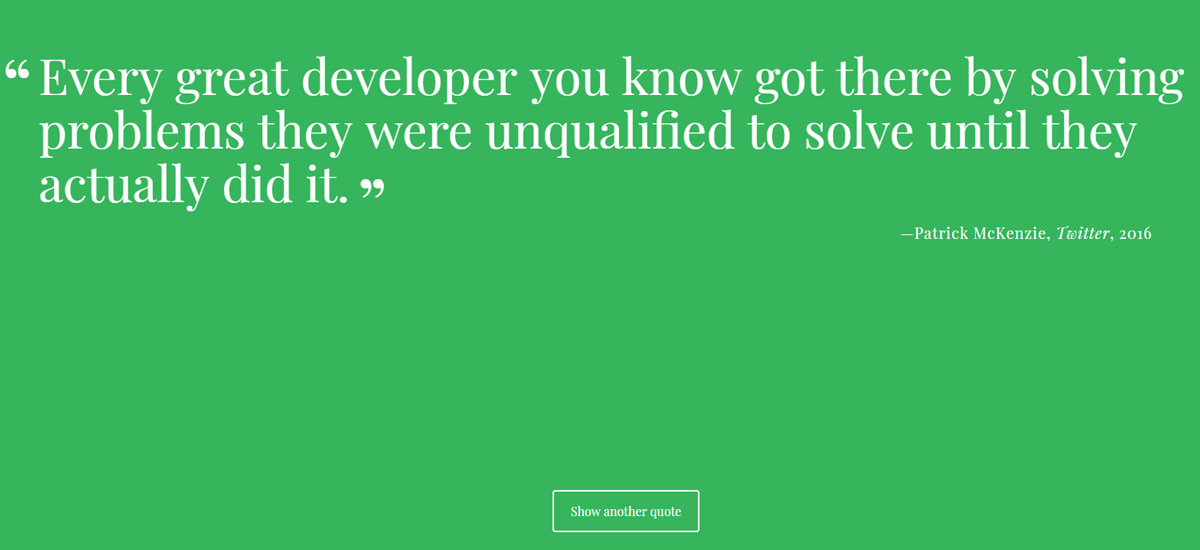 “Every great developer you know got there by solving
problems they were unqualified to solve until they
actually did it.”
—Patrick McKenzie, Twitter, 2016
Show another quote